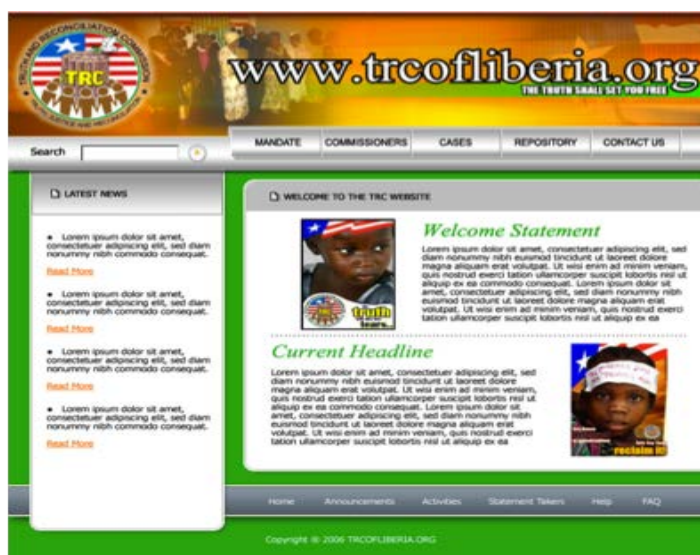 TRUTH AND RECONCILIATION COMMISSION
TRC
www.trcofliberia.org
THE TRUTH SHALL SET YOU FREE
Search
MANDATE COMMISSIONERS CASES REPOSITORY CONTACT US
LATEST NEWS
• Lorem ipsum dolor sit amet,
consectetuer adipiscing elit, sed diam
nonummy nibh commodo consequat.
Read More
• Lorem ipsum dolor sit amet,
consectetuer adipiscing elit, sed diam
nonummy nibh commodo consequat.
Read More
• Lorem ipsum dolor sit amet,
consectetuer adipiscing elit, sed diam
nonummy nibh commodo consequat.
Read More
• Lorem ipsum dolor sit amet,
consectetuer adipiscing elit, sed diam
nonummy nibh commodo consequat.
Read More
WELCOME TO THE TRC WEBSITE
truth
Welcome Statement
Lorem ipsum dolor sit amet, consectetuer adipiscing elit, sed
diam nonummy nibh euismod tincidunt ut laoreet dolore
magna aliquam erat volutpat. Ut wisi enim ad minim veniam,
quis nostrud exerci tation ullamcorper suscipit lobortis nisl ut
aliquip ex ea commodo consequat. Lorem ipsum dolor sit
amet, consectetuer adipiscing elit, sed diam nonummy nibh
euismod tincidunt ut laoreet dolore magna aliquam erat
volutpat. Ut wisi enim ad minim veniam, quis nostrud exerci
tation ullamcorper suscipit lobortis nisl ut aliquip ex ea
Current Headline
Lorem ipsum dolor sit amet, consectetuer adipiscing elit, sed
diam nonummy nibh euismod tincidunt ut laoreet dolore
magna aliquam erat volutpat. Ut wisi enim ad minim veniam,
quis nostrud exerci tation ullamcorper suscipit lobortis nisl ut
aliquip ex ea commodo consequat. Lorem ipsum dolor sit
amet, consectetuer adipiscing elit, sed diam nonummy nibh
euismod tincidunt ut laoreet dolore magna aliquam erat
volutpat. Ut wisi enim ad minim veniam, quis nostrud exerci
tation ullamcorper suscipit lobortis nisl ut aliquip ex ea
reclaim it!
Home Announcements Activities Statement Takers Help FAQ
Copyright © 2006 TRCOFLIBERIA.ORG